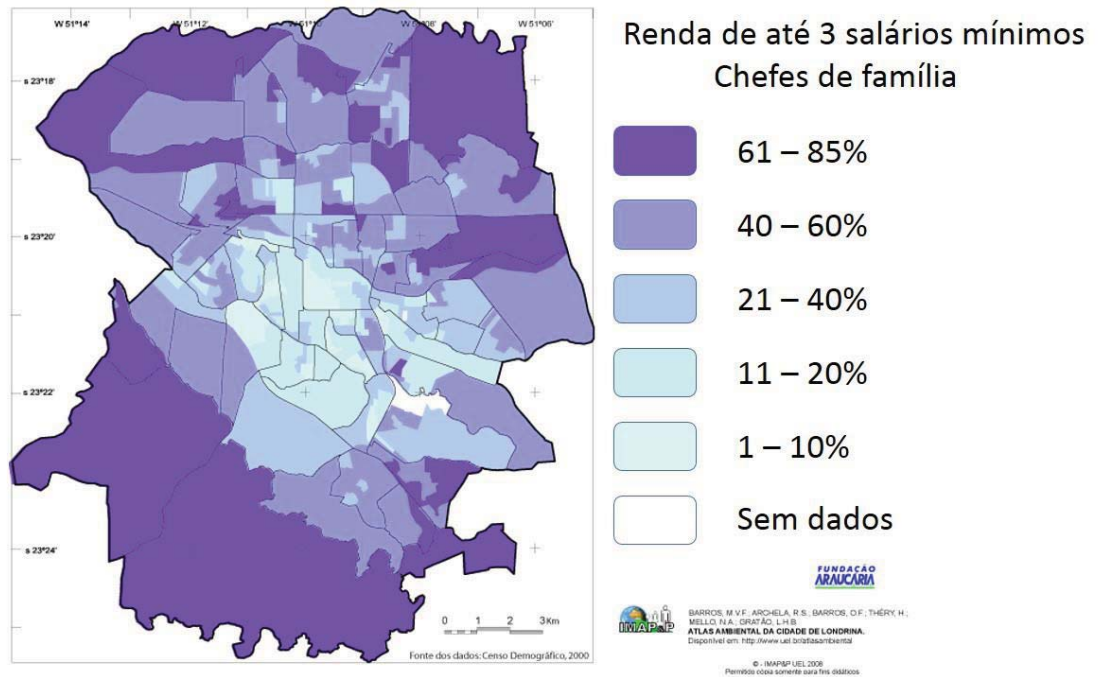 W 51°14' W 51°12' W 51°10' W 51°08' W 51°06'
s 23°18'
s 23°20'
s 23°22'
s 23°24'
0 1 2 3Km
Fonte dos dados: Censo Demográfico, 2000
Renda de até 3 salários mínimos
Chefes de família
61 – 85%
40 – 60%
21 – 40%
11 – 20%
1 – 10%
Sem dados
FUNDAÇÃO
ARAUCÁRIA
IMAP&P
BARROS, M.V.F.; ARCHELA, R.S.; BARROS, O.F.; THÉRY, H.;
MELLO, N.A.; GRATÃO, L.H.B.
ATLAS AMBIENTAL DA CIDADE DE LONDRINA.
Disponível em: http://www.uel.br/atlasambiental
© - IMAP&P UEL 2008
Permitido cópia somente para fins didáticos